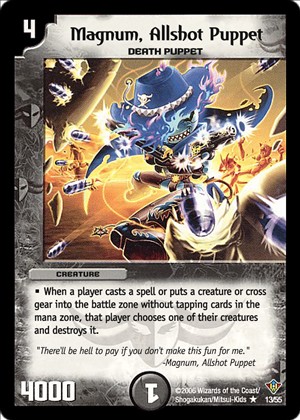 4
Magnum, Allshot Puppet
DEATH PUPPET
CREATURE
▪ When a player casts a spell or puts a creature or cross
gear into the battle zone without tapping cards in the
mana zone, that player chooses one of their creatures
and destroys it.
"There'll be hell to pay if you don't make this fun for me."
-Magnum, Allshot Puppet
4000
1
©2006 Wizards of the Coast/
Shogakukan/Mitsui-Kids ★ 13/55